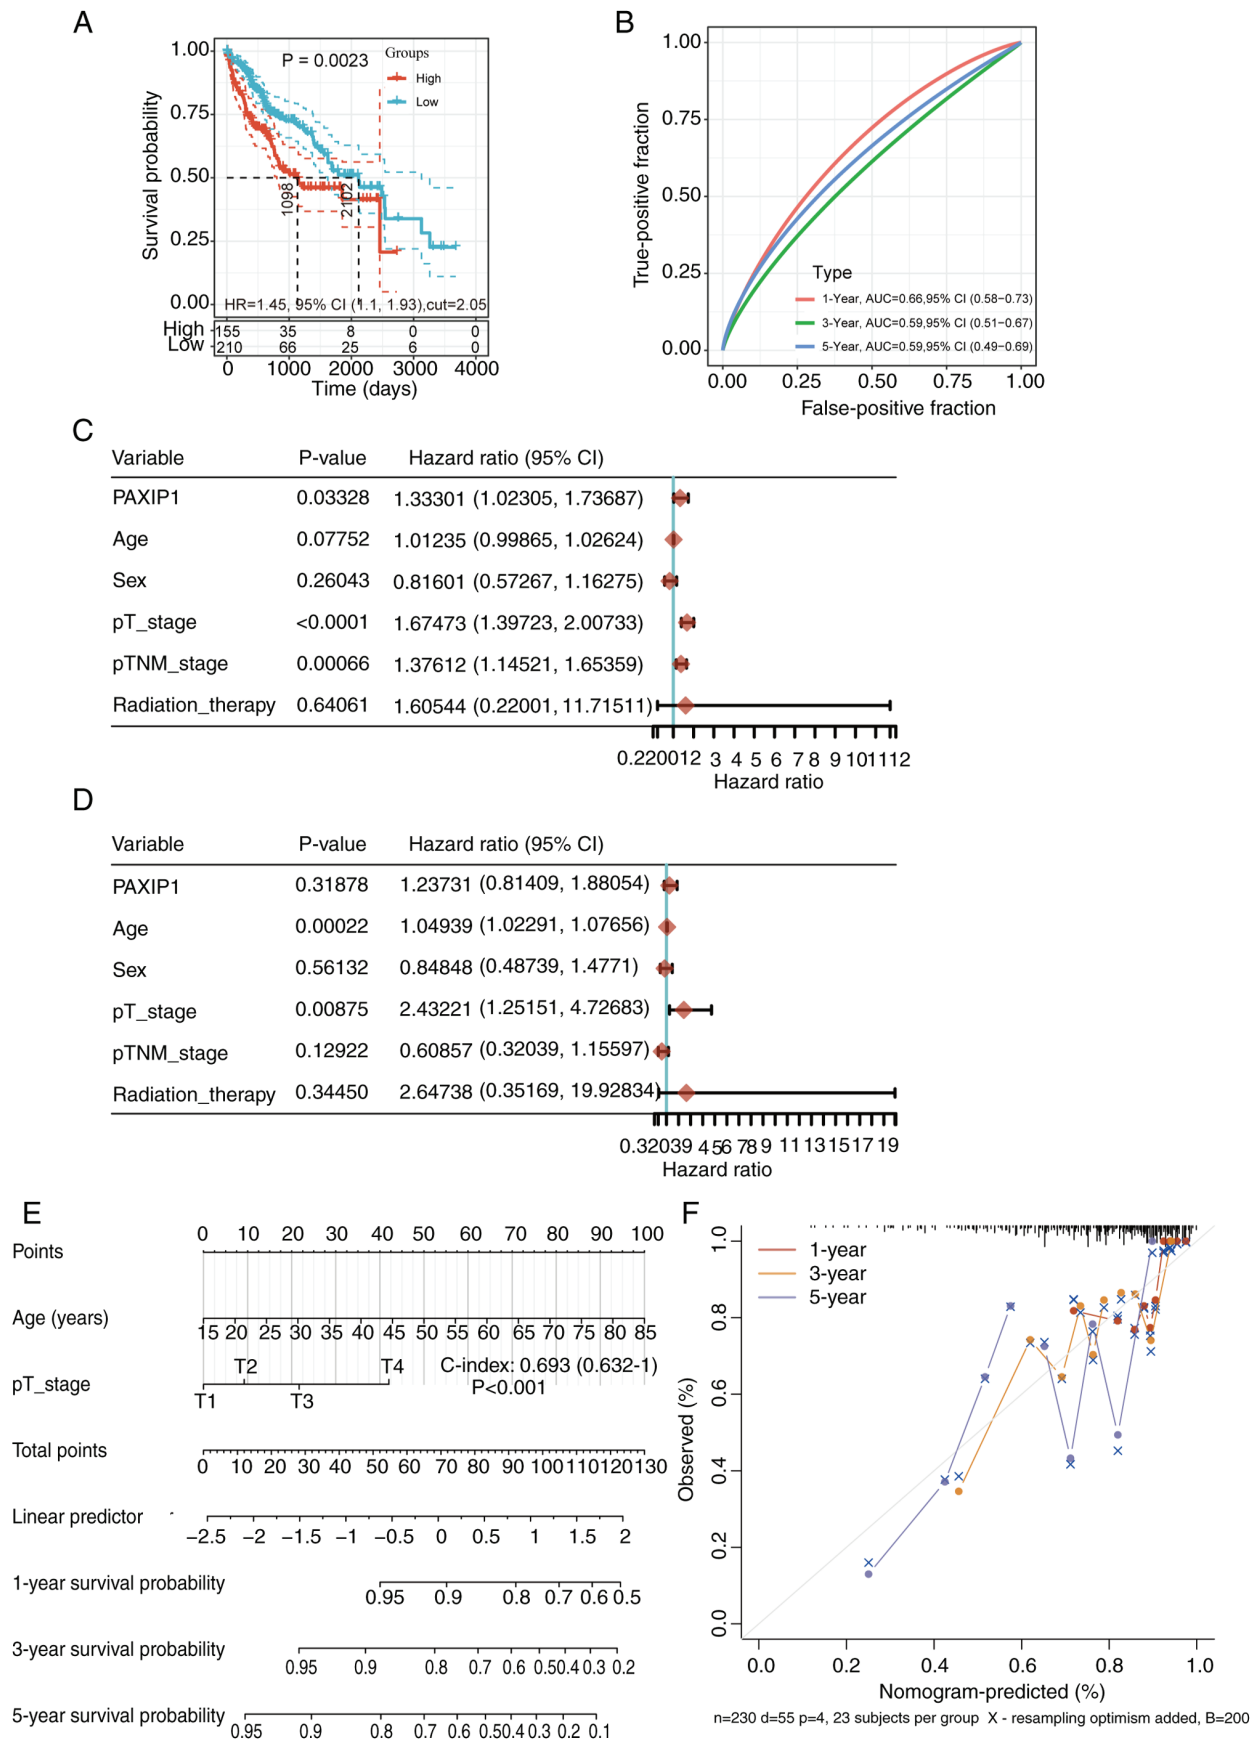 A
1.00
0.75
0.50
0.25
0.00
Survival probability
P = 0.0023
Groups
High
Low
1098
2102
HR=1.45, 95% CI (1.1, 1.93),cut=2.05
High 155 35 8 0 0
Low 210 66 25 6 0
0 1000 2000 3000 4000
Time (days)
B
1.00
0.75
0.50
0.25
0.00
True-positive fraction
Type
1-Year, AUC=0.66,95% CI (0.58-0.73)
3-Year, AUC=0.59,95% CI (0.51-0.67)
5-Year, AUC=0.59,95% CI (0.49-0.69)
0.00 0.25 0.50 0.75 1.00
False-positive fraction
C
Variable P-value Hazard ratio (95% CI)
PAXIP1 0.03328 1.33301 (1.02305, 1.73687)
Age 0.07752 1.01235 (0.99865, 1.02624)
Sex 0.26043 0.81601 (0.57267, 1.16275)
pT_stage <0.0001 1.67473 (1.39723, 2.00733)
pTNM_stage 0.00066 1.37612 (1.14521, 1.65359)
Radiation_therapy 0.64061 1.60544 (0.22001, 11.71511)
0.220012 3 4 5 6 7 8 9 101112
Hazard ratio
D
Variable P-value Hazard ratio (95% CI)
PAXIP1 0.31878 1.23731 (0.81409, 1.88054)
Age 0.00022 1.04939 (1.02291, 1.07656)
Sex 0.56132 0.84848 (0.48739, 1.4771)
pT_stage 0.00875 2.43221 (1.25151, 4.72683)
pTNM_stage 0.12922 0.60857 (0.32039, 1.15597)
Radiation_therapy 0.34450 2.64738 (0.35169, 19.92834)
0.32039 456 789 11 13 15 17 19
Hazard ratio
E
0 10 20 30 40 50 60 70 80 90 100
Points
Age (years)
15 20 25 30 35 40 45 50 55 60 65 70 75 80 85
T2 T4 C-index: 0.693 (0.632-1)
pT_stage P<0.001
T1 T3
Total points
0 10 20 30 40 50 60 70 80 90 100 110 120 130
Linear predictor
-2.5 -2 -1.5 -1 -0.5 0 0.5 1 1.5 2
1-year survival probability
0.95 0.9 0.8 0.7 0.6 0.5
3-year survival probability
0.95 0.9 0.8 0.7 0.6 0.5 0.4 0.3 0.2
5-year survival probability
0.95 0.9 0.8 0.7 0.6 0.5 0.4 0.3 0.2 0.1
F
1-year
3-year
5-year
1.0
0.8
0.6
0.4
0.2
0.0
Observed (%)
0.0 0.2 0.4 0.6 0.8 1.0
Nomogram-predicted (%)
n=230 d=55 p=4, 23 subjects per group X - resampling optimism added, B=200